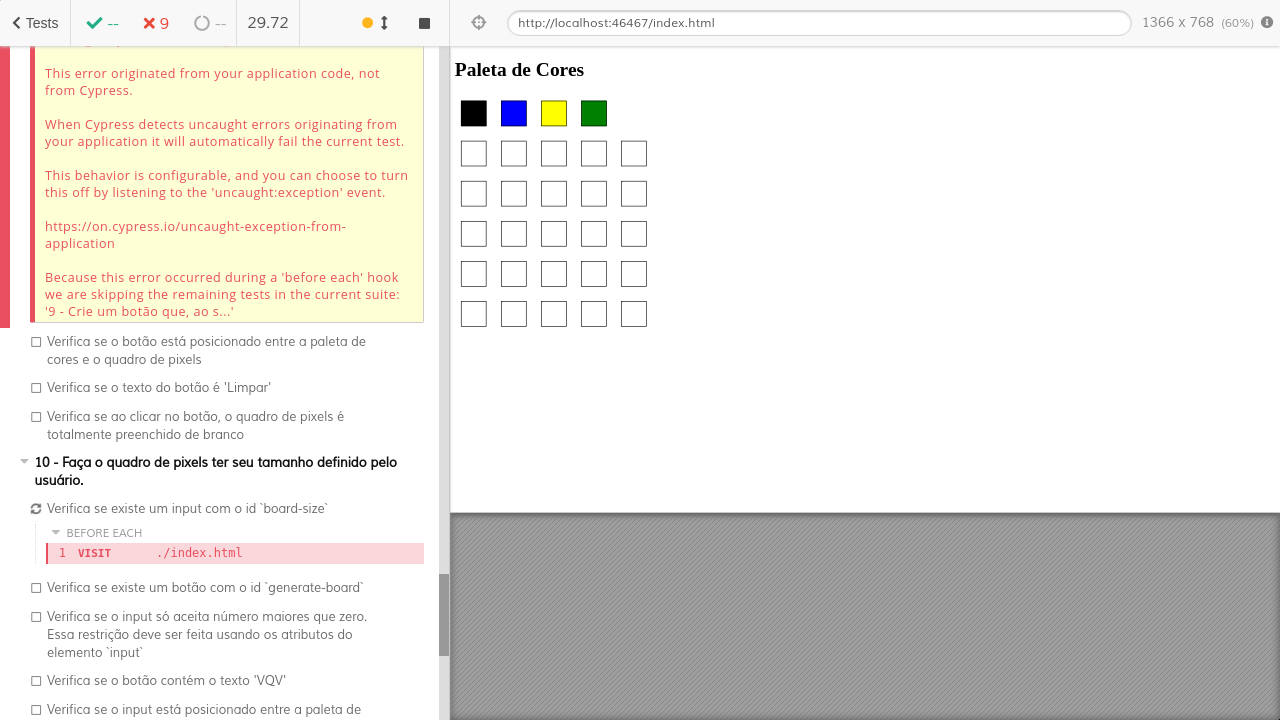 Tests
--
9
--
29.72
http://localhost:46467/index.html
1366 x 768 (60%)
This error originated from your application code, not
from Cypress.
When Cypress detects uncaught errors originating from
your application it will automatically fail the current test.
This behavior is configurable, and you can choose to turn
this off by listening to the 'uncaught:exception' event.
https://on.cypress.io/uncaught-exception-from-
application
Because this error occurred during a 'before each' hook
we are skipping the remaining tests in the current suite:
'9 - Crie um botão que, ao s...'
Verifica se o botão está posicionado entre a paleta de
cores e o quadro de pixels
Verifica se o texto do botão é 'Limpar'
Verifica se ao clicar no botão, o quadro de pixels é
totalmente preenchido de branco
10 - Faça o quadro de pixels ter seu tamanho definido pelo
usuário.
Verifica se existe um input com o id `board-size`
BEFORE EACH
1 VISIT ./index.html
Verifica se existe um botão com o id `generate-board`
Verifica se o input só aceita número maiores que zero.
Essa restrição deve ser feita usando os atributos do
elemento `input`
Verifica se o botão contém o texto 'VQV'
Verifica se o input está posicionado entre a paleta de
Paleta de Cores